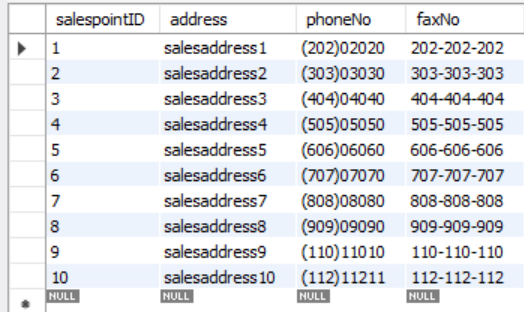 salespointID address phoneNo faxNo
1 salesaddress1 (202)02020 202-202-202
2 salesaddress2 (303)03030 303-303-303
3 salesaddress3 (404)04040 404-404-404
4 salesaddress4 (505)05050 505-505-505
5 salesaddress5 (606)06060 606-606-606
6 salesaddress6 (707)07070 707-707-707
7 salesaddress7 (808)08080 808-808-808
8 salesaddress8 (909)09090 909-909-909
9 salesaddress9 (110)11010 110-110-110
10 salesaddress10 (112)11211 112-112-112
NULL NULL NULL NULL